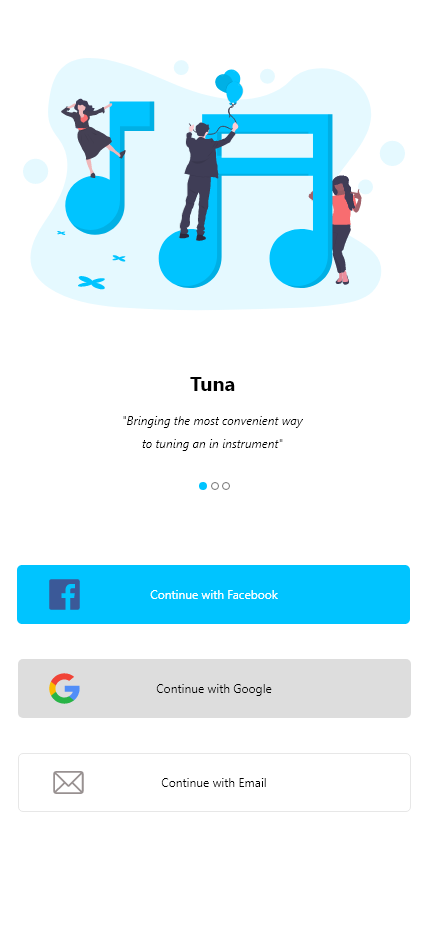 Tuna
"Bringing the most convenient way
to tuning an in instrument"
Continue with Facebook
Continue with Google
Continue with Email